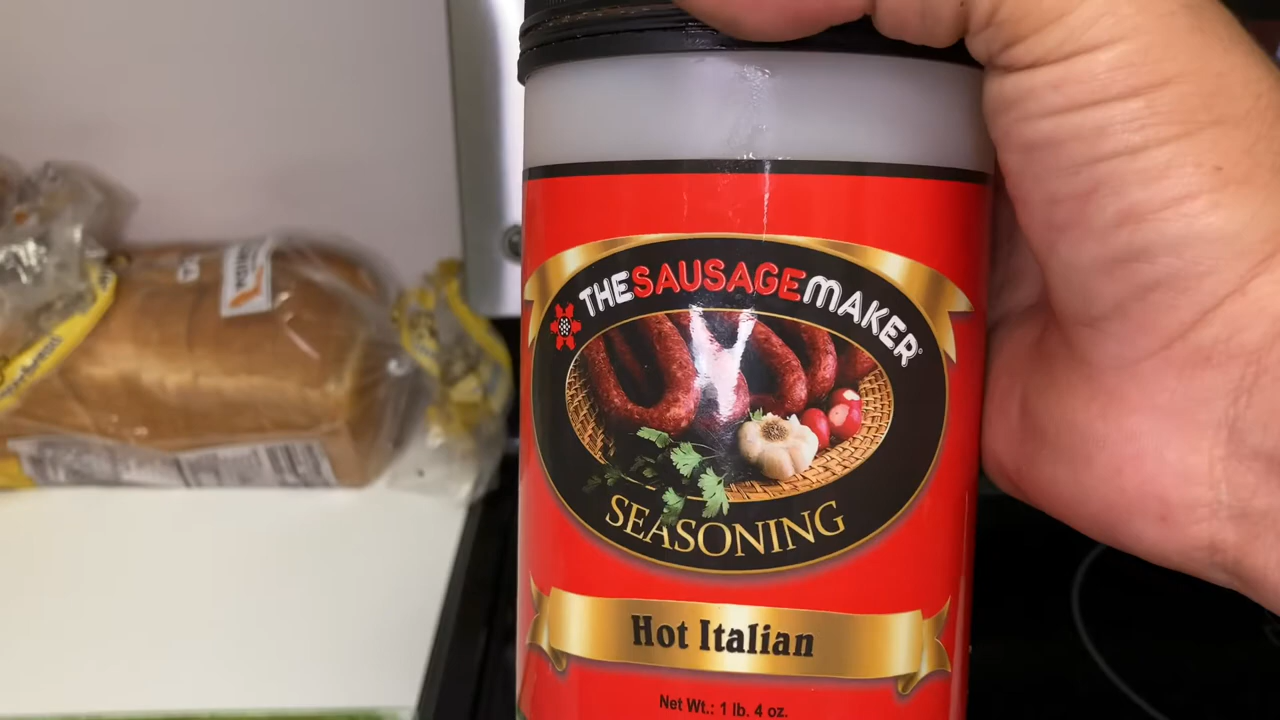 THESAUSAGEMAKER
SEASONING
Hot Italian
Net Wt.: 1 lb. 4 oz.